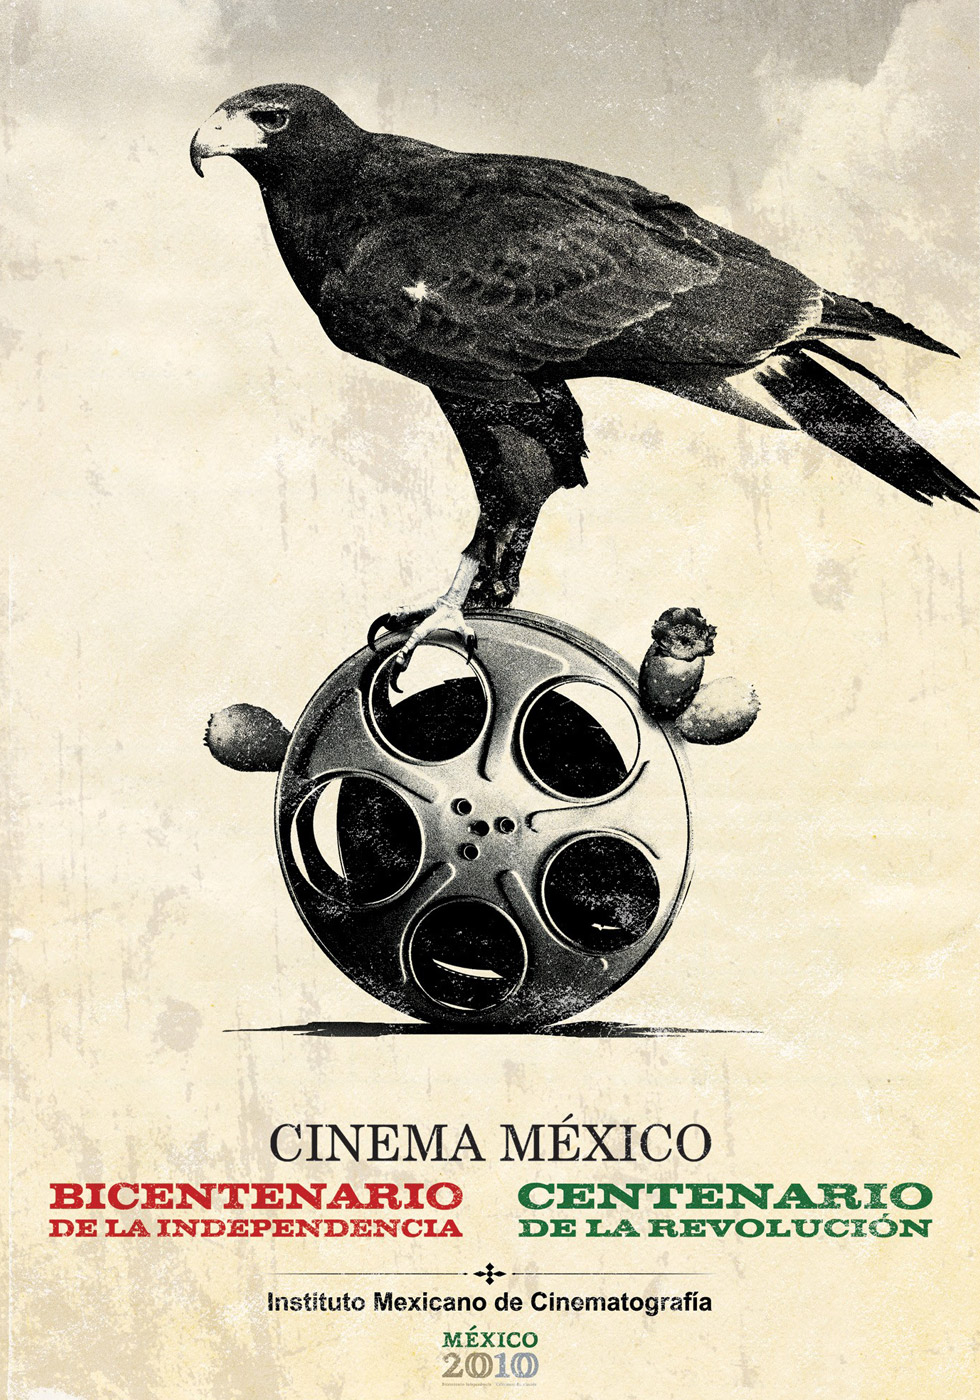 CINEMA MÉXICO
BICENTENARIO
DE LA INDEPENDENCIA
CENTENARIO
DE LA REVOLUCIÓN
Instituto Mexicano de Cinematografía
MÉXICO
2010